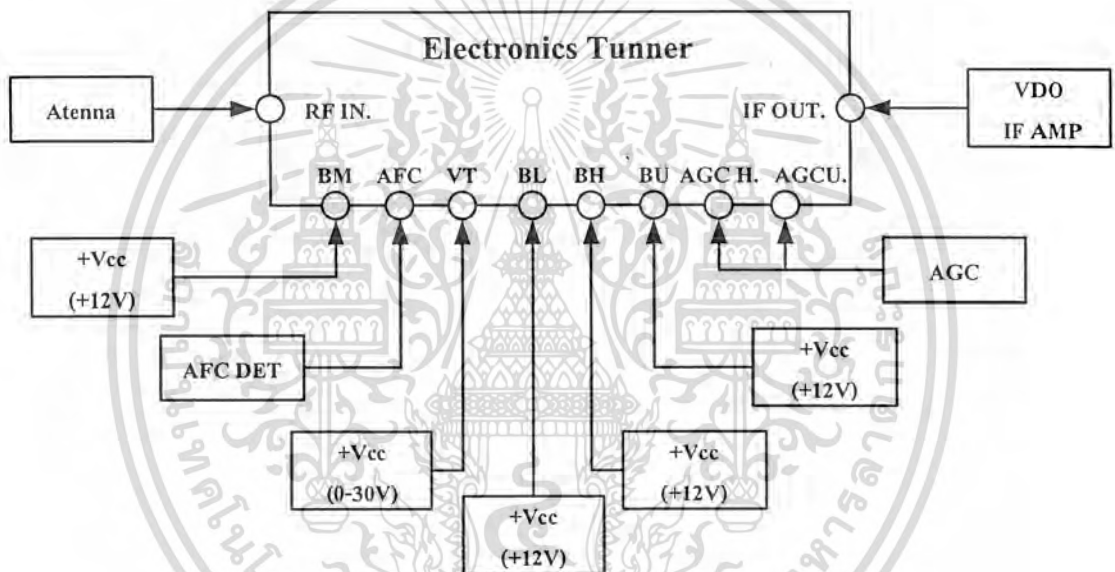 Electronics Tunner
Atenna
RF IN.
IF OUT.
VDO
IF AMP
BM AFC VT BL BH BU AGC H. AGCU.
+Vcc
(+12V)
AGC
AFC DET
+Vcc
(+12V)
+Vcc
(0-30V)
+Vcc
(+12V)
+Vcc
(+12V)